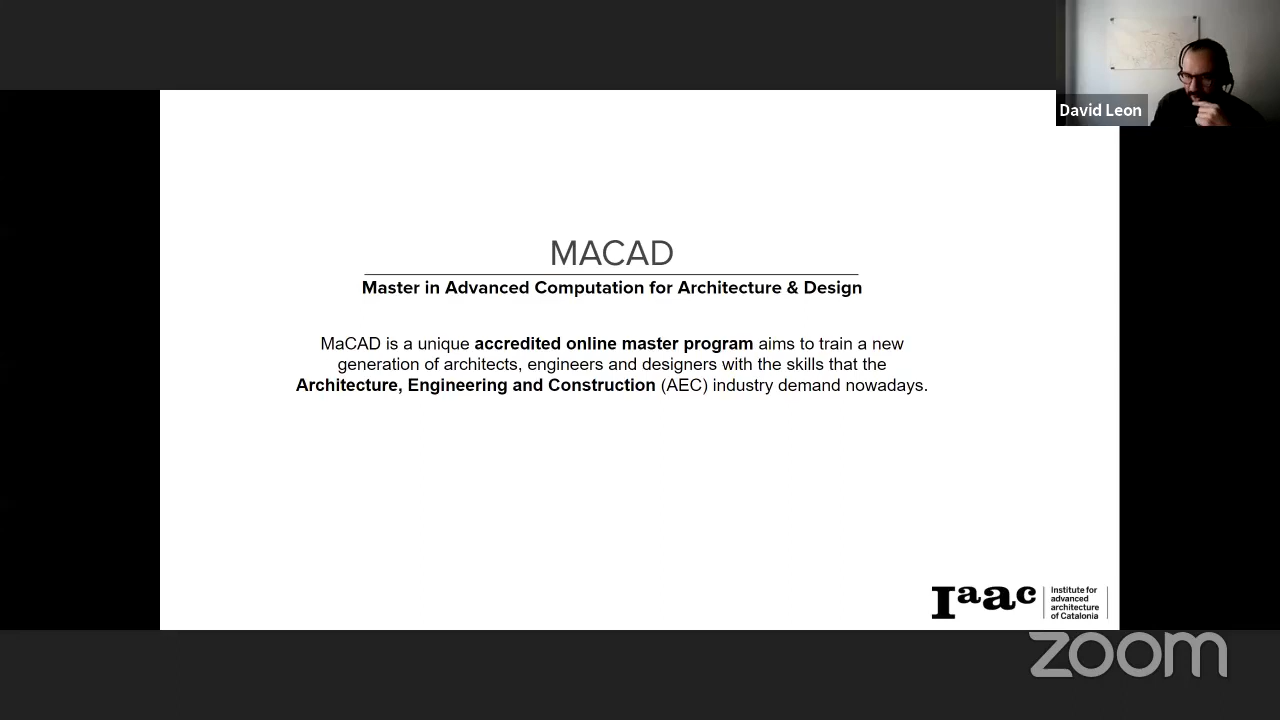 David Leon
MACAD
Master in Advanced Computation for Architecture & Design
MaCAD is a unique accredited online master program aims to train a new
generation of architects, engineers and designers with the skills that the
Architecture, Engineering and Construction (AEC) industry demand nowadays.
Iaac
Institute for
advanced
architecture
of Catalonia
zoom